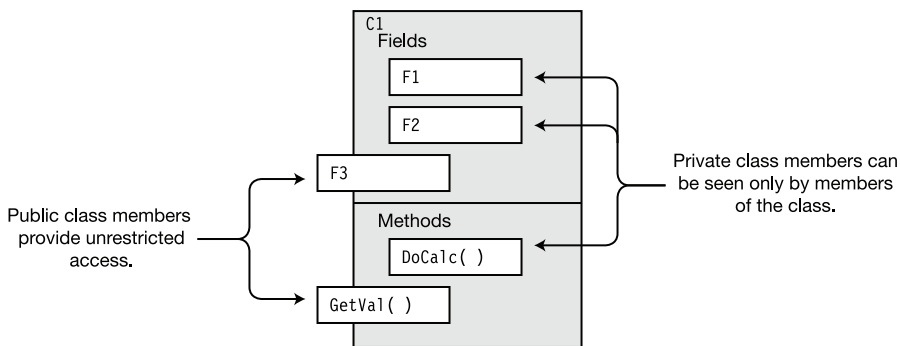 C1
Fields
F1
F2
F3
Methods
DoCalc( )
GetVal( )
Public class members
provide unrestricted
access.
Private class members can
be seen only by members
of the class.